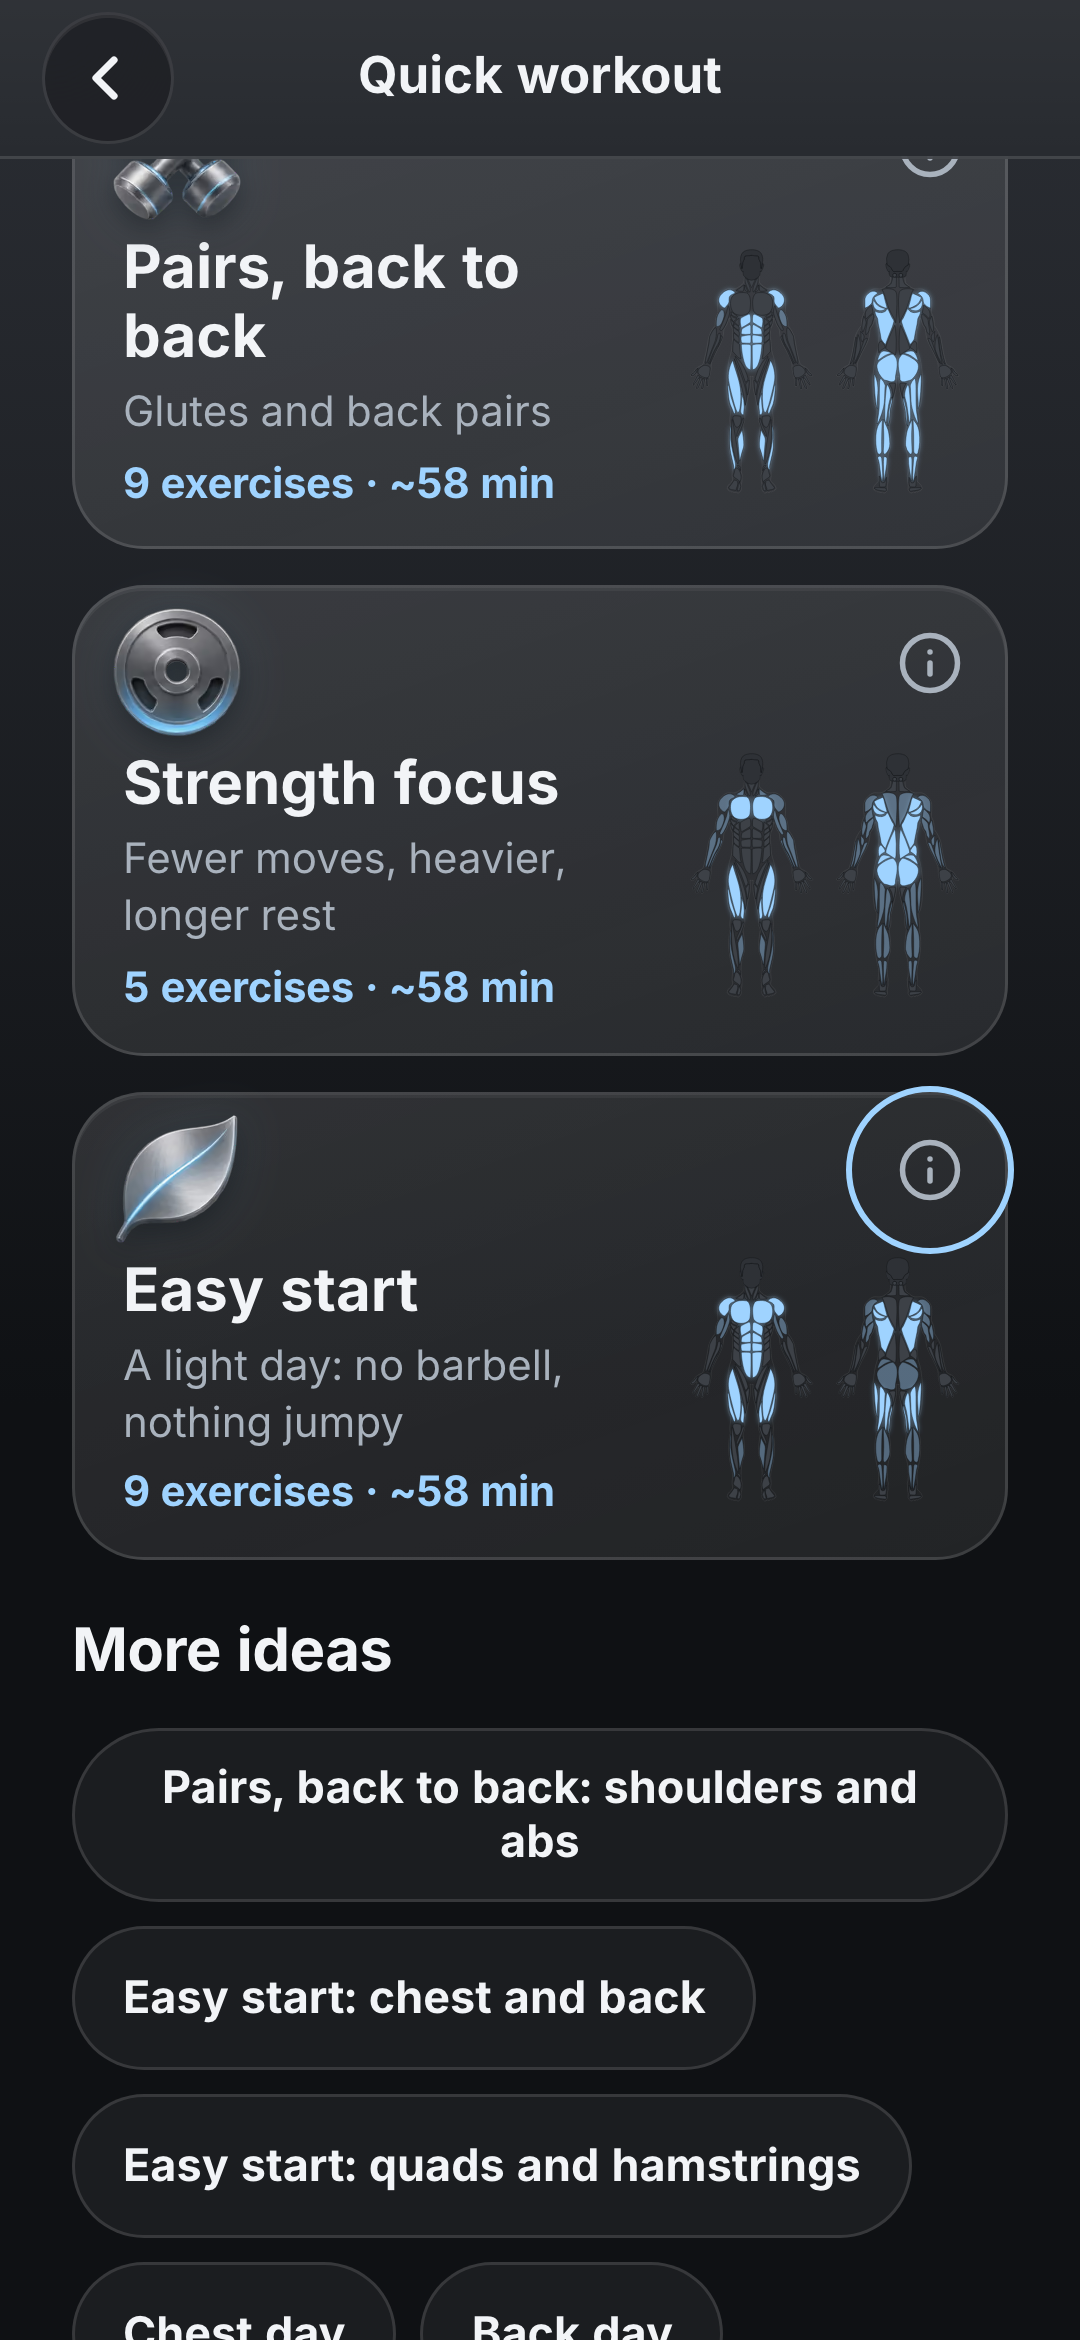 Quick workout
Pairs, back to
back
Glutes and back pairs
9 exercises · ~58 min
Strength focus
Fewer moves, heavier,
longer rest
5 exercises · ~58 min
Easy start
A light day: no barbell,
nothing jumpy
9 exercises · ~58 min
More ideas
Pairs, back to back: shoulders and
abs
Easy start: chest and back
Easy start: quads and hamstrings
Chest day
Back day